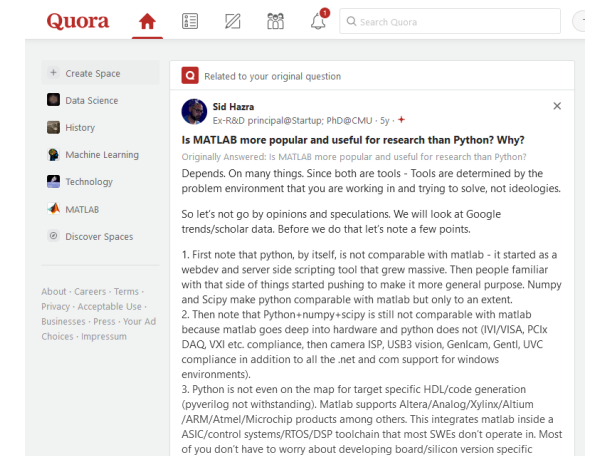 Quora
1
Search Quora
+ Create Space
Data Science
History
Machine Learning
Technology
MATLAB
Discover Spaces
About · Careers · Terms ·
Privacy · Acceptable Use ·
Businesses · Press · Your Ad
Choices · Impressum
Related to your original question
Sid Hazra
Ex-R&D principal@Startup; PhD@CMU · 5y ·
Is MATLAB more popular and useful for research than Python? Why?
Originally Answered: Is MATLAB more popular and useful for research than Python?
Depends. On many things. Since both are tools - Tools are determined by the
problem environment that you are working in and trying to solve, not ideologies.
So let's not go by opinions and speculations. We will look at Google
trends/scholar data. Before we do that let's note a few points.
1. First note that python, by itself, is not comparable with matlab - it started as a
webdev and server side scripting tool that grew massive. Then people familiar
with that side of things started pushing to make it more general purpose. Numpy
and Scipy make python comparable with matlab but only to an extent.
2. Then note that Python+numpy+scipy is still not comparable with matlab
because matlab goes deep into hardware and python does not (IVI/VISA, PCIx
DAQ, VXI etc. compliance, then camera ISP, USB3 vision, GenIcam, Gentl, UVC
compliance in addition to all the .net and com support for windows
environments).
3. Python is not even on the map for target specific HDL/code generation
(pyverilog not withstanding). Matlab supports Altera/Analog/Xylinx/Altium
/ARM/Atmel/Microchip products among others. This integrates matlab inside a
ASIC/control systems/RTOS/DSP toolchain that most SWEs don't operate in. Most
of you don't have to worry about developing board/silicon version specific